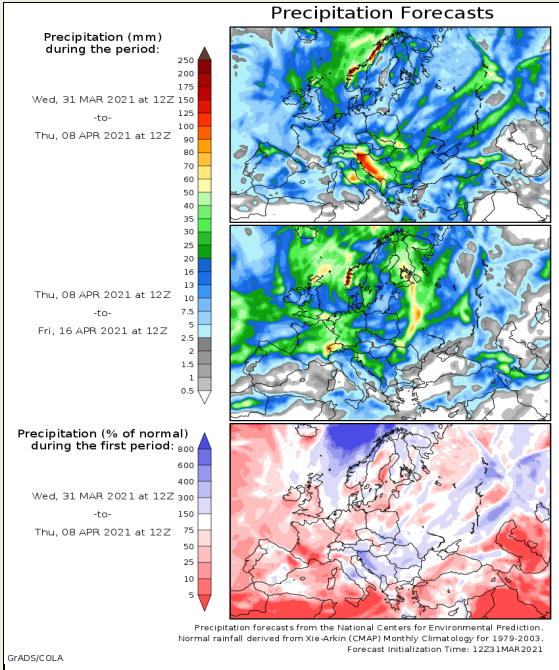 Precipitation Forecasts
Precipitation (mm)
during the period:
Wed, 31 MAR 2021 at 12Z
-to-
Thu, 08 APR 2021 at 12Z
250
200
175
150
125
100
90
80
70
60
50
40
35
30
25
20
16
13
10
7.5
5
2.5
2
1.5
1
0.5
Thu, 08 APR 2021 at 12Z
-to-
Fri, 16 APR 2021 at 12Z
Precipitation (% of normal)
during the first period:
Wed, 31 MAR 2021 at 12Z
-to-
Thu, 08 APR 2021 at 12Z
800
600
400
300
150
75
50
25
10
5
Precipitation forecasts from the National Centers for Environmental Prediction.
Normal rainfall derived from Xie-Arkin (CMAP) Monthly Climatology for 1979-2003.
Forecast Initialization Time: 12Z31MAR2021
GrADS/COLA